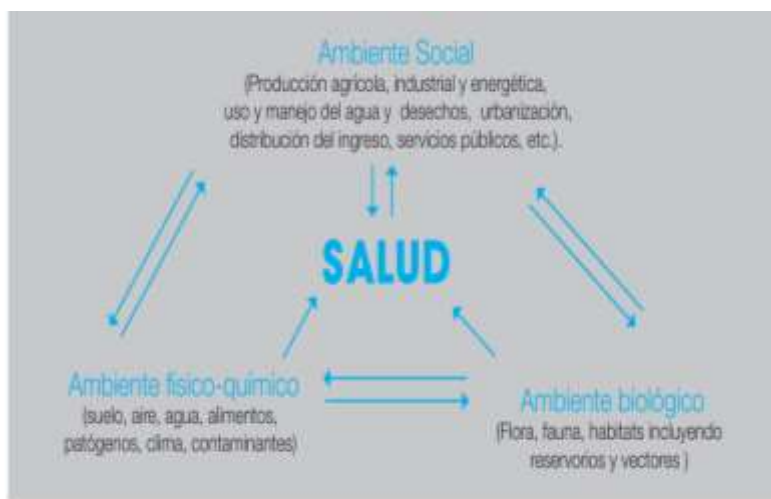 Ambiente Social
(Producción agrícola, industrial y energética,
uso y manejo del agua y desechos, urbanización,
distribución del ingreso, servicios públicos, etc.).
SALUD
Ambiente físico-químico
(suelo, aire, agua, alimentos,
patógenos, clima, contaminantes)
Ambiente biológico
(Flora, fauna, habitats incluyendo
reservorios y vectores )